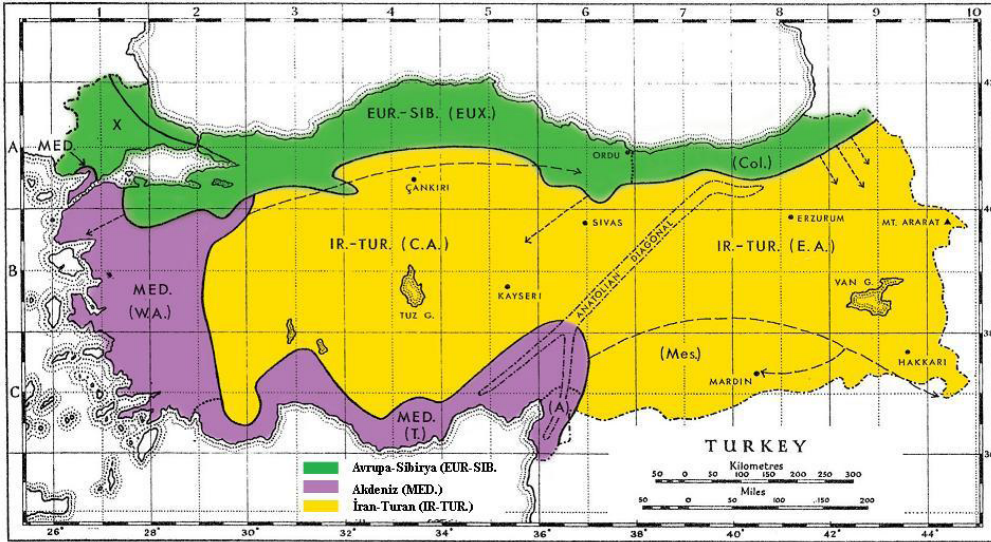 1 2 3 4 5 6 7 8 9 10
X
EUR.-SIB. (EUX.)
MED.
A
ORDU
(Col.)
ÇANKIRI
SİVAS
ERZURUM
MT. ARARAT
IR.-TUR. (C.A.)
IR.-TUR. (E.A.)
ANATOLIAN DIAGONAL
B
MED.
(W.A.)
TUZ G.
KAYSERİ
VAN G.
(Mes.)
HAKKARİ
MARDIN
C
MED.
(T.)
(A)
TURKEY
Kilometres
50 0 50 100 150 200 250 300
Miles
50 0 50 100 150 200
Avrupa-Sibirya (EUR-SIB.
Akdeniz (MED.)
İran-Turan (IR-TUR.)
26° 28 30 32 34 36° 38 40 42 44°